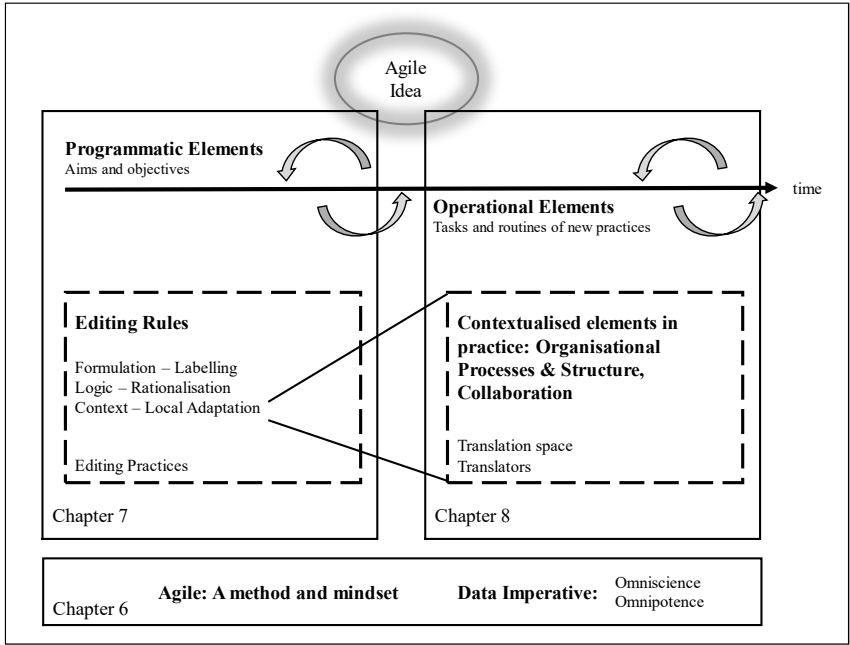 Agile
Idea
Programmatic Elements
Aims and objectives
time
Operational Elements
Tasks and routines of new practices
Editing Rules
Formulation – Labelling
Logic – Rationalisation
Context – Local Adaptation
Editing Practices
Chapter 7
Contextualised elements in
practice: Organisational
Processes & Structure,
Collaboration
Translation space
Translators
Chapter 8
Chapter 6
Agile: A method and mindset
Data Imperative:
Omniscience
Omnipotence